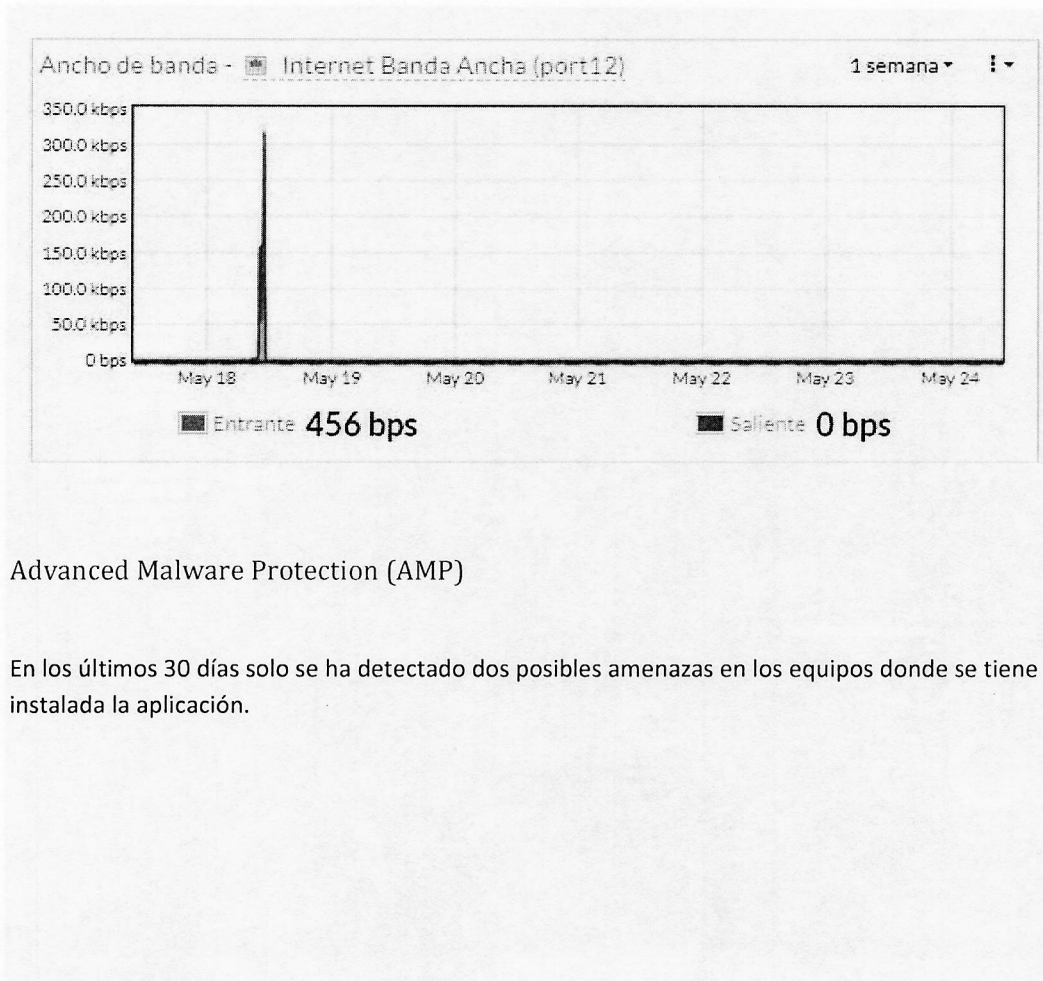 Ancho de banda - Internet Banda Ancha (port12)
1 semana
350.0 kbps
300.0 kbps
250.0 kbps
200.0 kbps
150.0 kbps
100.0 kbps
50.0 kbps
0 bps
May 18 May 19 May 20 May 21 May 22 May 23 May 24
Entrante 456 bps
Saliente 0 bps
Advanced Malware Protection (AMP)
En los últimos 30 días solo se ha detectado dos posibles amenazas en los equipos donde se tiene
instalada la aplicación.